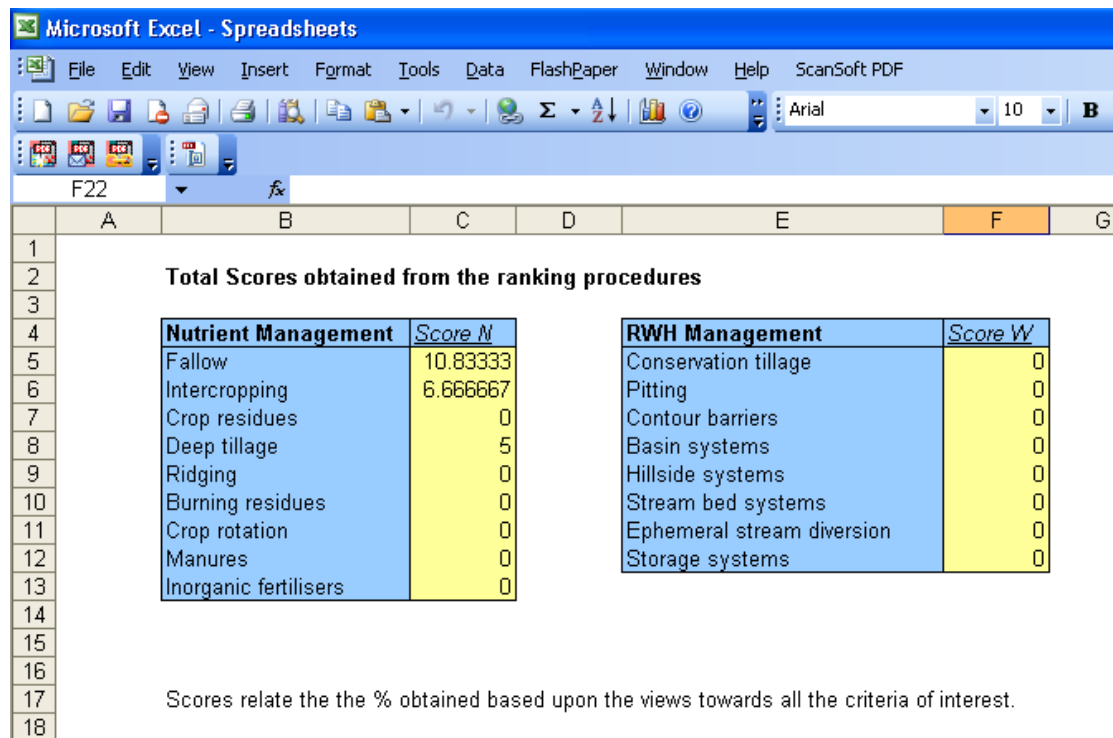 Microsoft Excel - Spreadsheets
File Edit View Insert Format Tools Data FlashPaper Window Help ScanSoft PDF
Σ A Z Arial 10 B
PDF PDF PDF
F22 fx
A B C D E F G
1
2 Total Scores obtained from the ranking procedures
3
4 Nutrient Management Score N RWH Management Score W
5 Fallow 10.83333 Conservation tillage 0
6 Intercropping 6.666667 Pitting 0
7 Crop residues 0 Contour barriers 0
8 Deep tillage 5 Basin systems 0
9 Ridging 0 Hillside systems 0
10 Burning residues 0 Stream bed systems 0
11 Crop rotation 0 Ephemeral stream diversion 0
12 Manures 0 Storage systems 0
13 Inorganic fertilisers 0
14
15
16
17 Scores relate the the % obtained based upon the views towards all the criteria of interest.
18